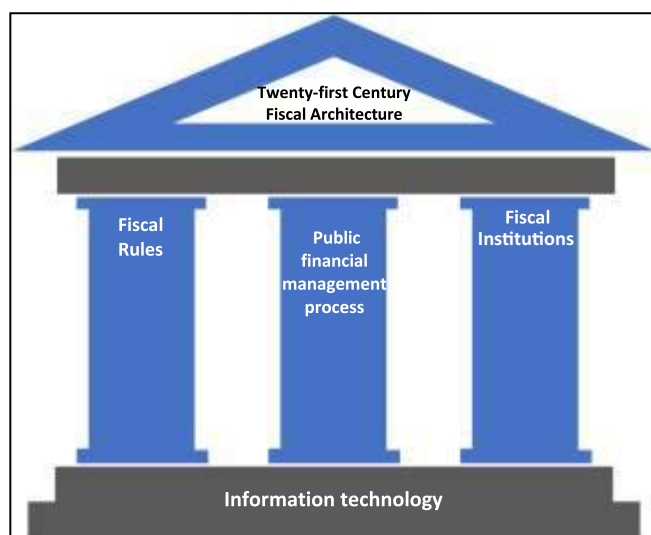 Twenty-first Century
Fiscal Architecture
Fiscal
Rules
Public
financial
management
process
Fiscal
Institutions
Information technology